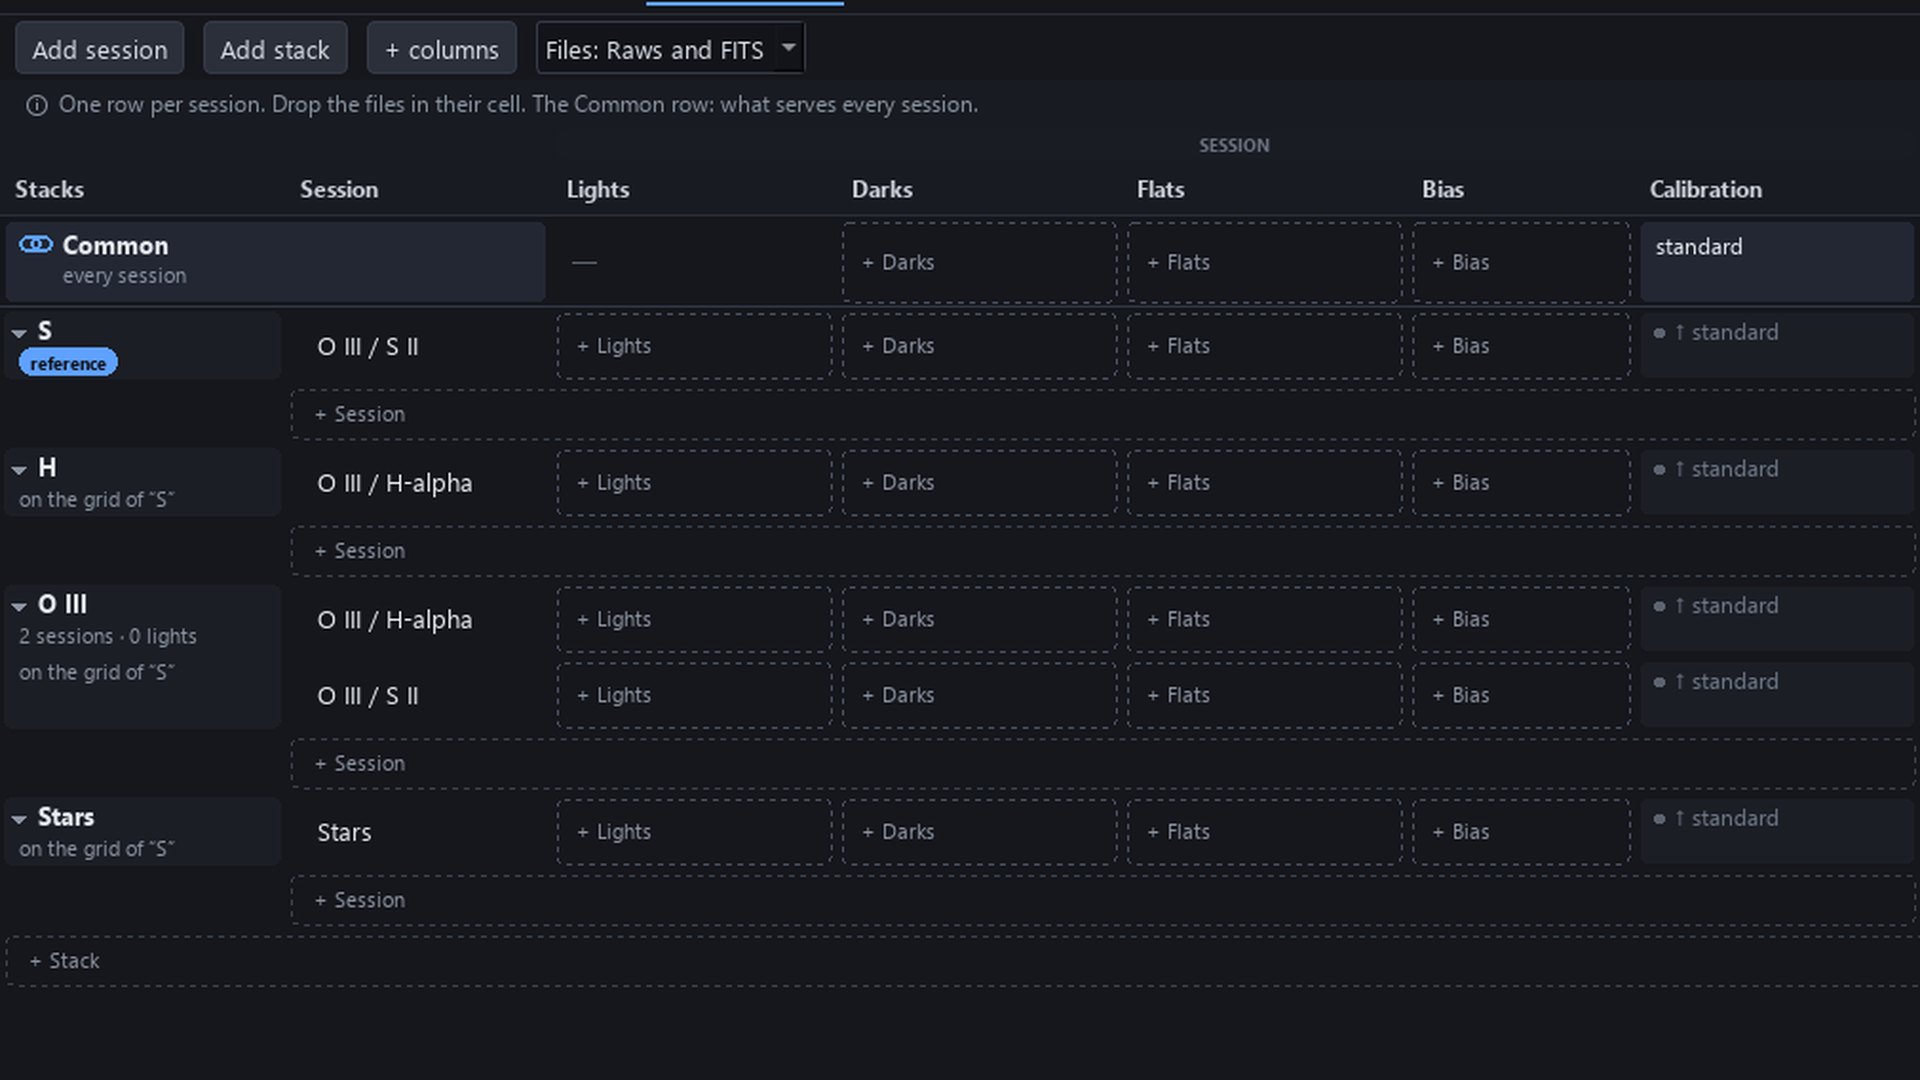 Add session Add stack + columns Files: Raws and FITS
One row per session. Drop the files in their cell. The Common row: what serves every session.
SESSION
Stacks Session Lights Darks Flats Bias Calibration
Common
every session
— + Darks + Flats + Bias standard
S
reference
O III / S II + Lights + Darks + Flats + Bias ↑ standard
+ Session
H
on the grid of “S”
O III / H-alpha + Lights + Darks + Flats + Bias ↑ standard
+ Session
O III
2 sessions · 0 lights
on the grid of “S”
O III / H-alpha + Lights + Darks + Flats + Bias ↑ standard
O III / S II + Lights + Darks + Flats + Bias ↑ standard
+ Session
Stars
on the grid of “S”
Stars + Lights + Darks + Flats + Bias ↑ standard
+ Session
+ Stack